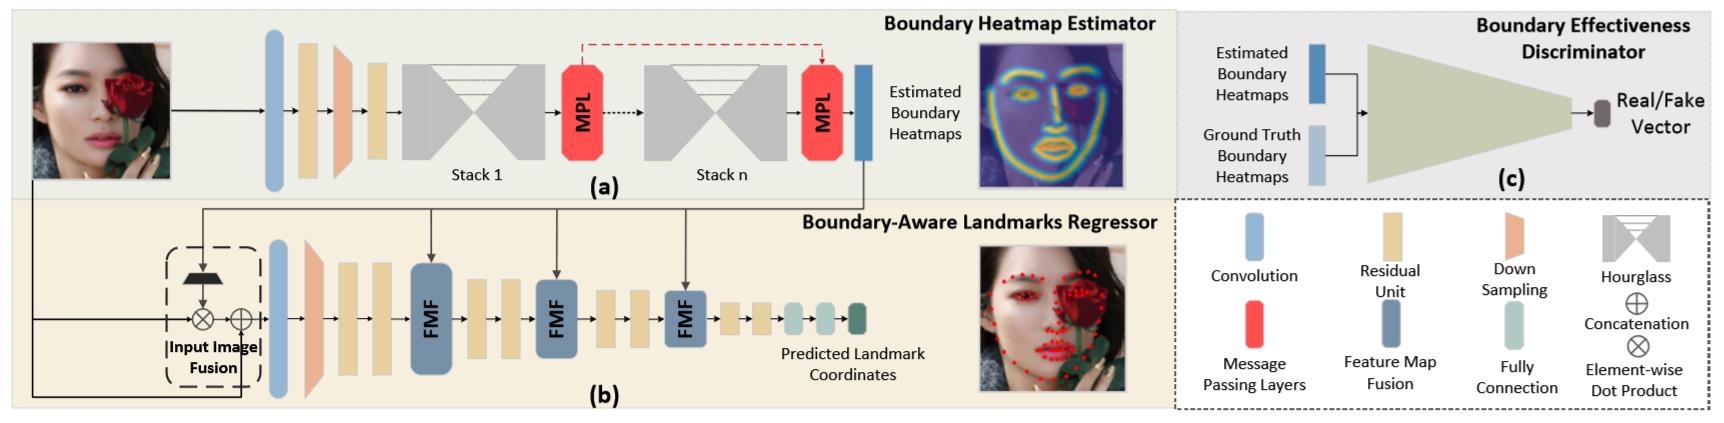 Boundary Heatmap Estimator
MPL
MPL
Estimated
Boundary
Heatmaps
Stack 1
Stack n
(a)
Boundary-Aware Landmarks Regressor
FMF
FMF
FMF
Input Image
Fusion
Predicted Landmark
Coordinates
(b)
Boundary Effectiveness
Discriminator
Estimated
Boundary
Heatmaps
Ground Truth
Boundary
Heatmaps
Real/Fake
Vector
(c)
Convolution
Residual
Unit
Down
Sampling
Hourglass
Concatenation
Message
Passing Layers
Feature Map
Fusion
Fully
Connection
Element-wise
Dot Product